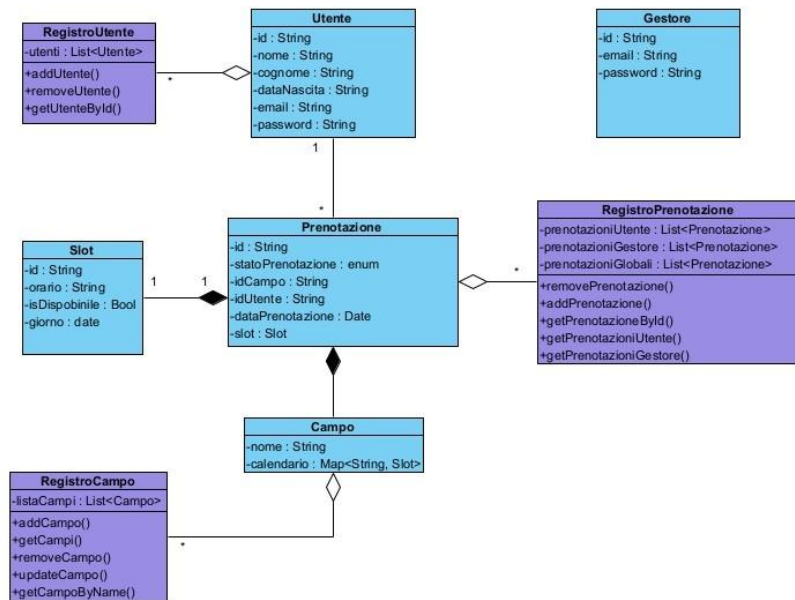 RegistroUtente
-utenti : List<Utente>
+addUtente()
+removeUtente()
+getUtenteById()
*
Utente
-id : String
-nome : String
-cognome : String
-dataNascita : String
-email : String
-password : String
1
*
Gestore
-id : String
-email : String
-password : String
Slot
-id : String
-orario : String
-isDispobinile : Bool
-giorno : date
1
1
Prenotazione
-id : String
-statoPrenotazione : enum
-idCampo : String
-idUtente : String
-dataPrenotazione : Date
-slot : Slot
*
RegistroPrenotazione
-prenotazioniUtente : List<Prenotazione>
-prenotazioniGestore : List<Prenotazione>
-prenotazioniGlobali : List<Prenotazione>
+removePrenotazione()
+addPrenotazione()
+getPrenotazioneById()
+getPrenotazioniUtente()
+getPrenotazioniGestore()
Campo
-nome : String
-calendario : Map<String, Slot>
RegistroCampo
-listaCampi : List<Campo>
+addCampo()
+getCampi()
+removeCampo()
+updateCampo()
+getCampoByName()
*